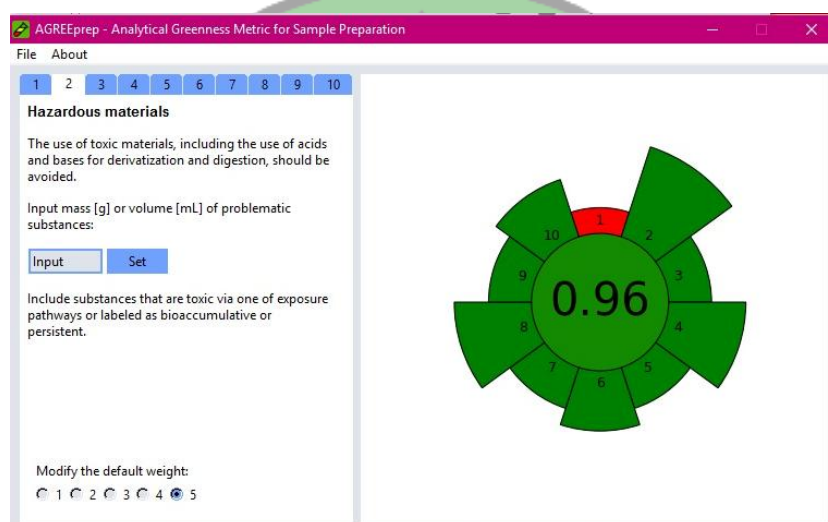 AGREEprep - Analytical Greenness Metric for Sample Preparation
File About
1 2 3 4 5 6 7 8 9 10
Hazardous materials
The use of toxic materials, including the use of acids
and bases for derivatization and digestion, should be
avoided.
Input mass [g] or volume [mL] of problematic
substances:
Input Set
Include substances that are toxic via one of exposure
pathways or labeled as bioaccumulative or
persistent.
Modify the default weight:
1 2 3 4 5
1
10 2
9 3
0.96
8 4
7 5
6